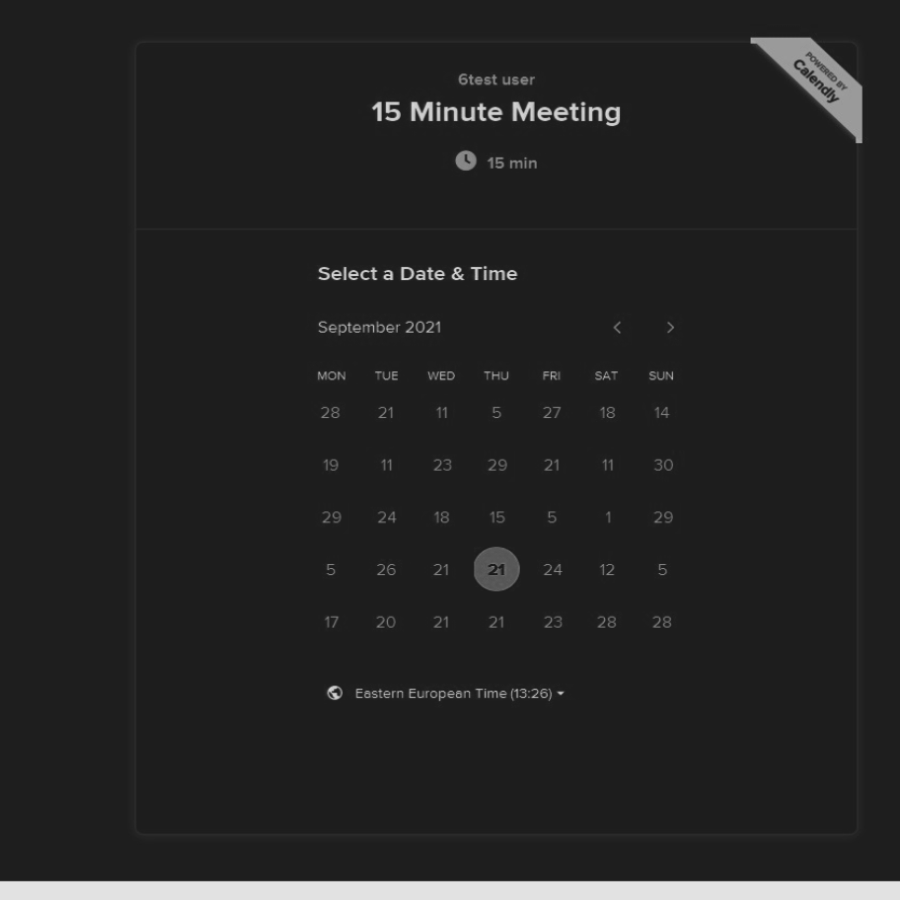 POWERED BY
Calendly
6test user
15 Minute Meeting
15 min
Select a Date & Time
September 2021
MON TUE WED THU FRI SAT SUN
28 21 11 5 27 18 14
19 11 23 29 21 11 30
29 24 18 15 5 1 29
5 26 21 21 24 12 5
17 20 21 21 23 28 28
Eastern European Time (13:26)